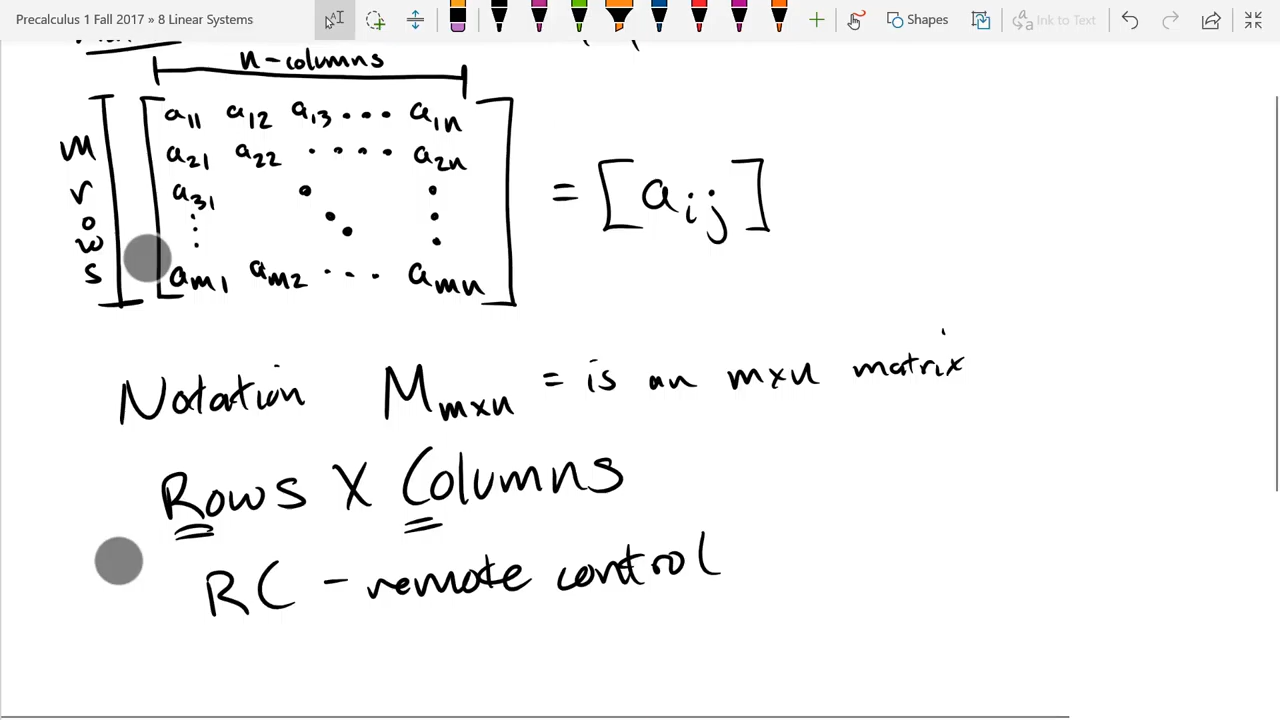 Precalculus 1 Fall 2017 » 8 Linear Systems
Shapes
Ink to Text
n-columns
m rows
a11 a12 a13 ... a1n
a21 a22 .... a2n
a31
am1 am2 ... amn
= [aij]
Notation Mmxn = is an mxn matrix
Rows X Columns
RC - remote control